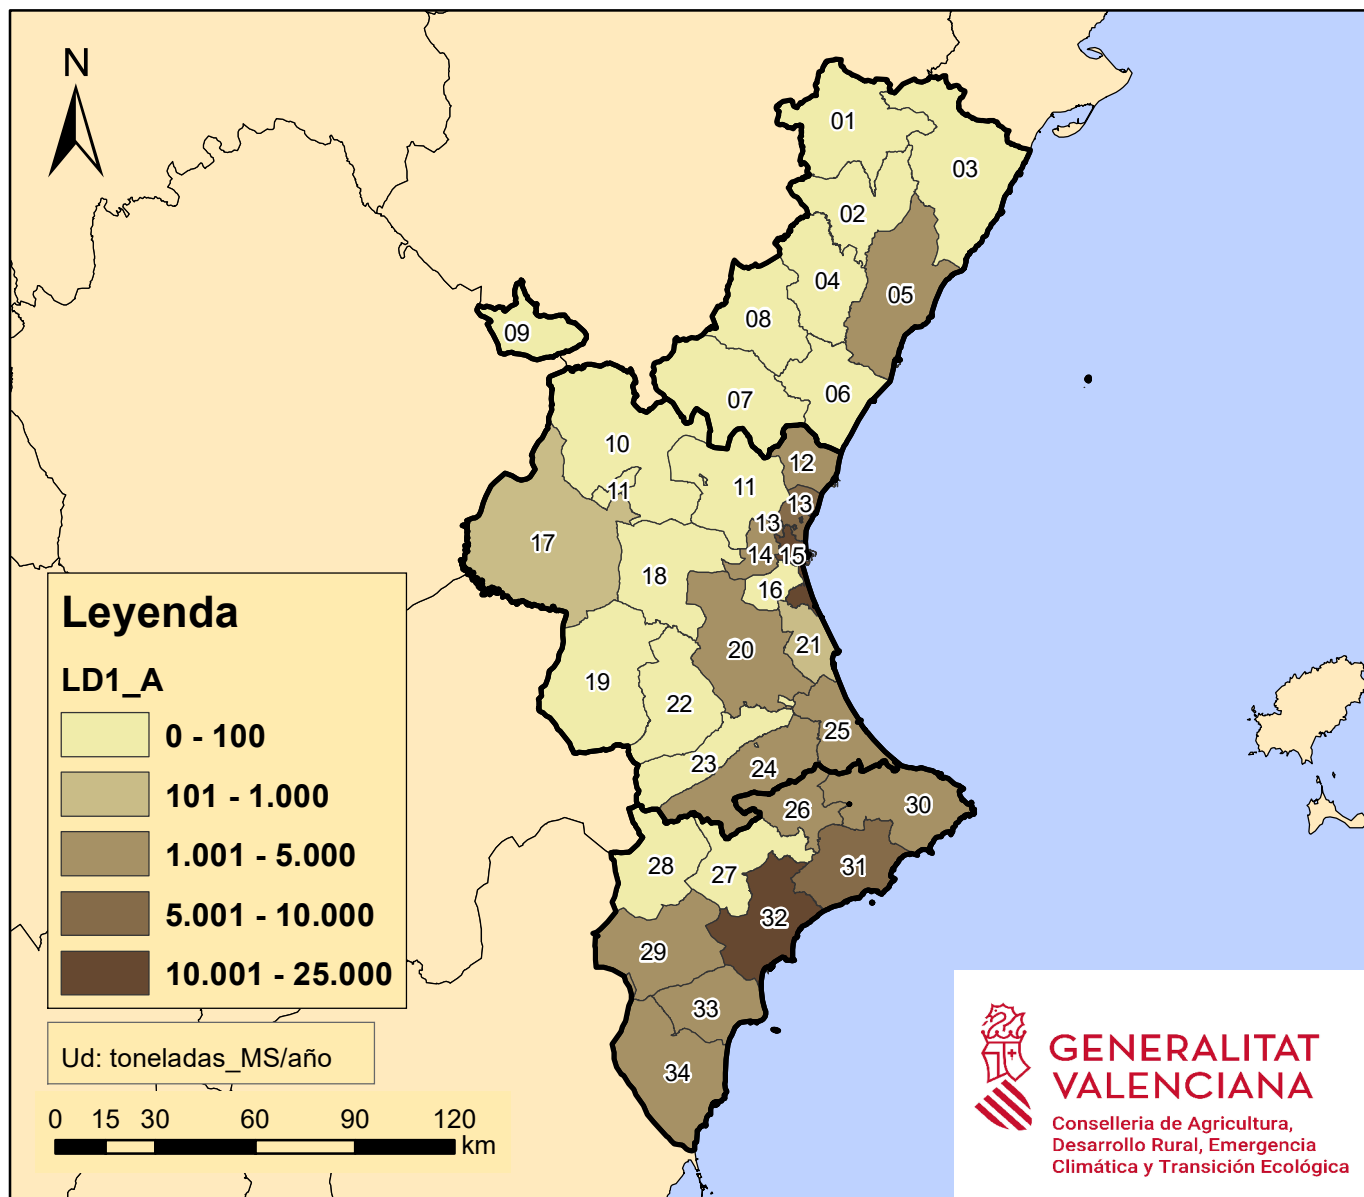 N
01
03
02
04
05
08
09
06
07
10
12
11
11
13
13
17
14
15
18
16
21
20
19
22
25
23
24
26
30
28
27
31
32
29
33
34
Leyenda
LD1_A
0 - 100
101 - 1.000
1.001 - 5.000
5.001 - 10.000
10.001 - 25.000
Ud: toneladas_MS/año
0 15 30 60 90 120
km
GENERALITAT
VALENCIANA
Conselleria de Agricultura,
Desarrollo Rural, Emergencia
Climática y Transición Ecológica